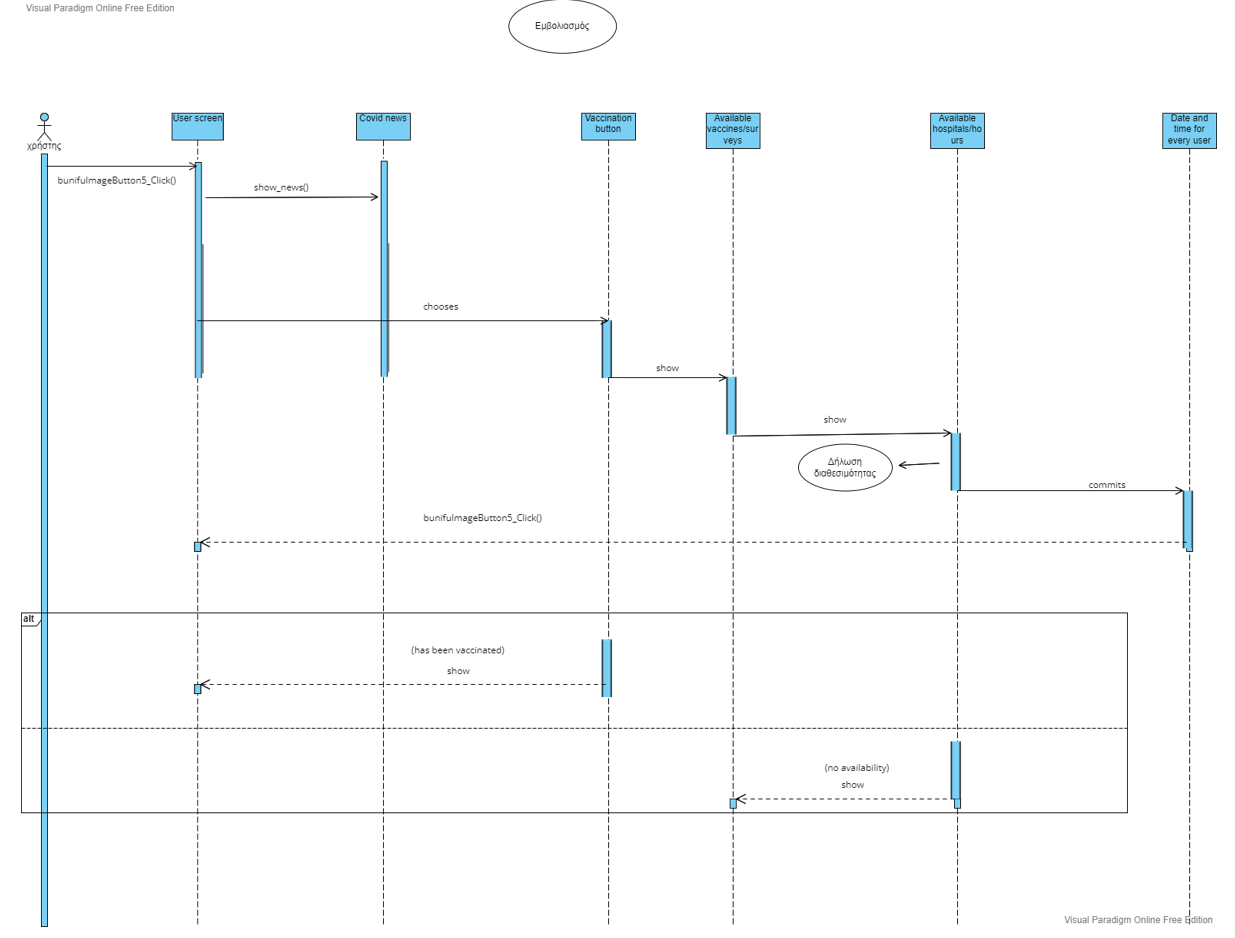 Visual Paradigm Online Free Edition
Εμβολιασμός
χρήστης
User screen
Covid news
Vaccination
button
Available
vaccines/sur
veys
Available
hospitals/ho
urs
Date and
time for
every user
bunifuImageButton5_Click()
show_news()
chooses
show
show
Δήλωση
διαθεσιμότητας
commits
bunifuImageButton5_Click()
alt
(has been vaccinated)
show
(no availability)
show
Visual Paradigm Online Free Edition